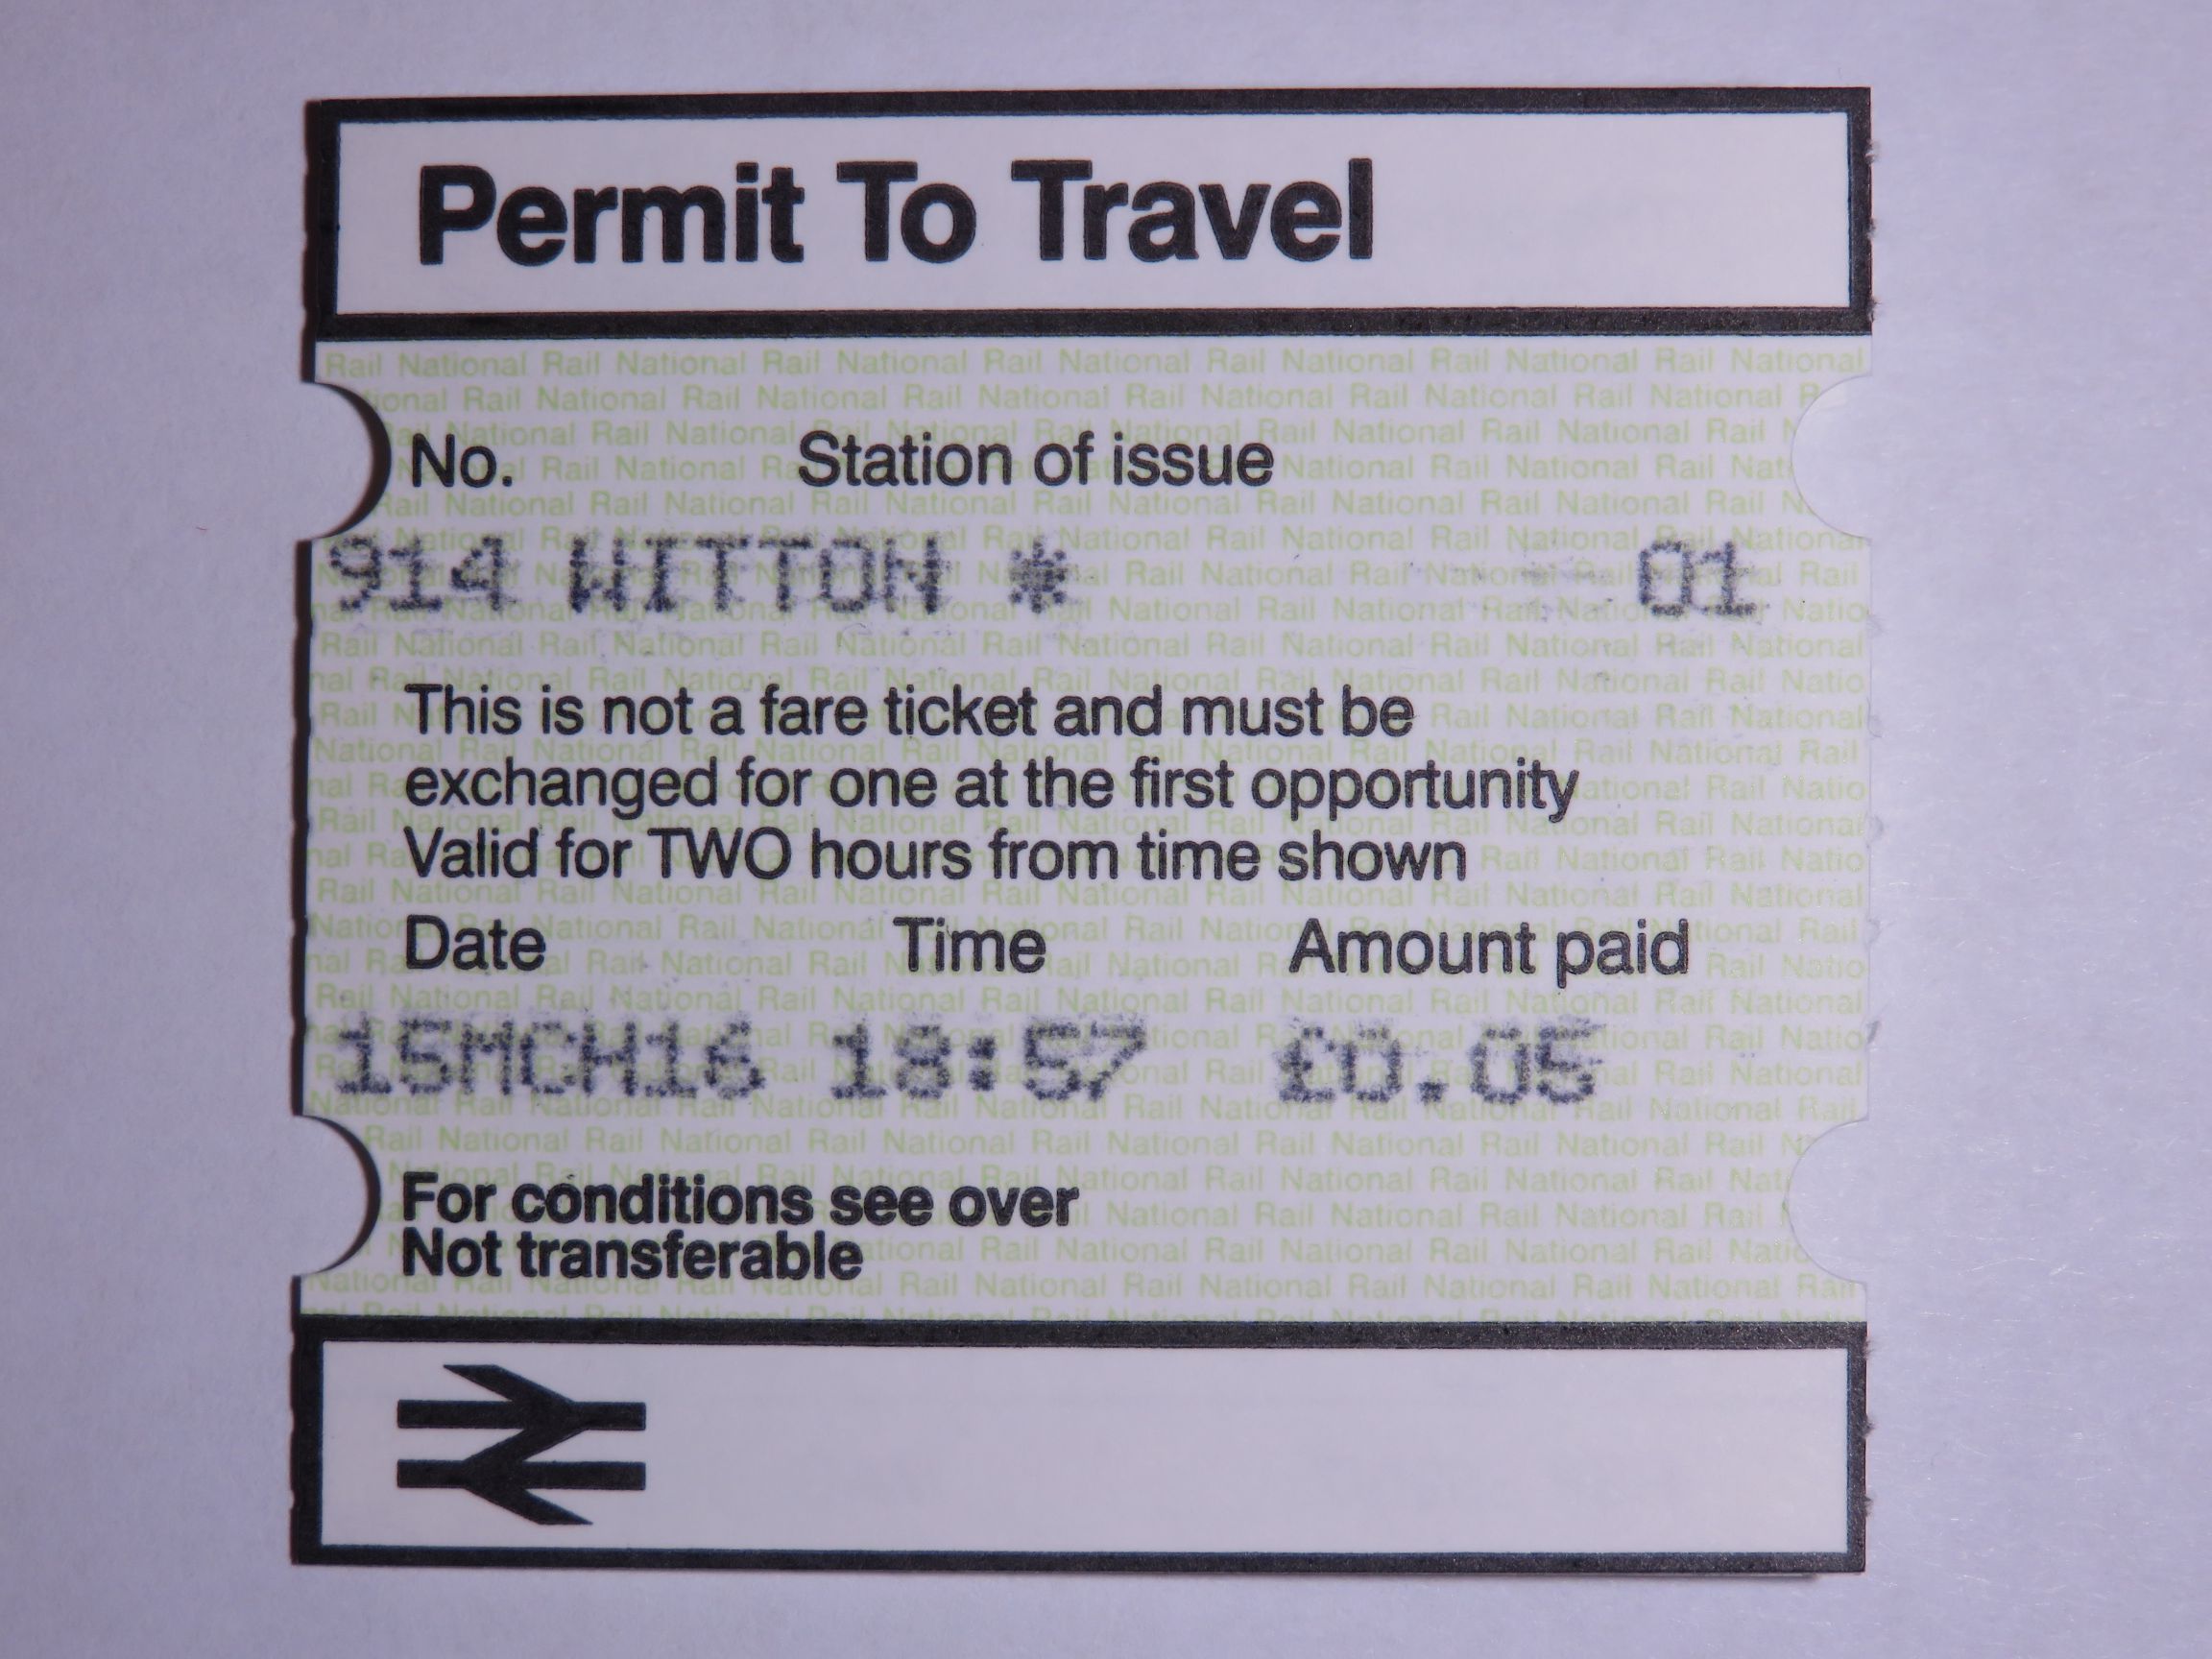 Permit To Travel
No. Station of issue
914 WITTON * 01
This is not a fare ticket and must be
exchanged for one at the first opportunity
Valid for TWO hours from time shown
Date Time Amount paid
15MCH16 18:57 £0.05
For conditions see over
Not transferable